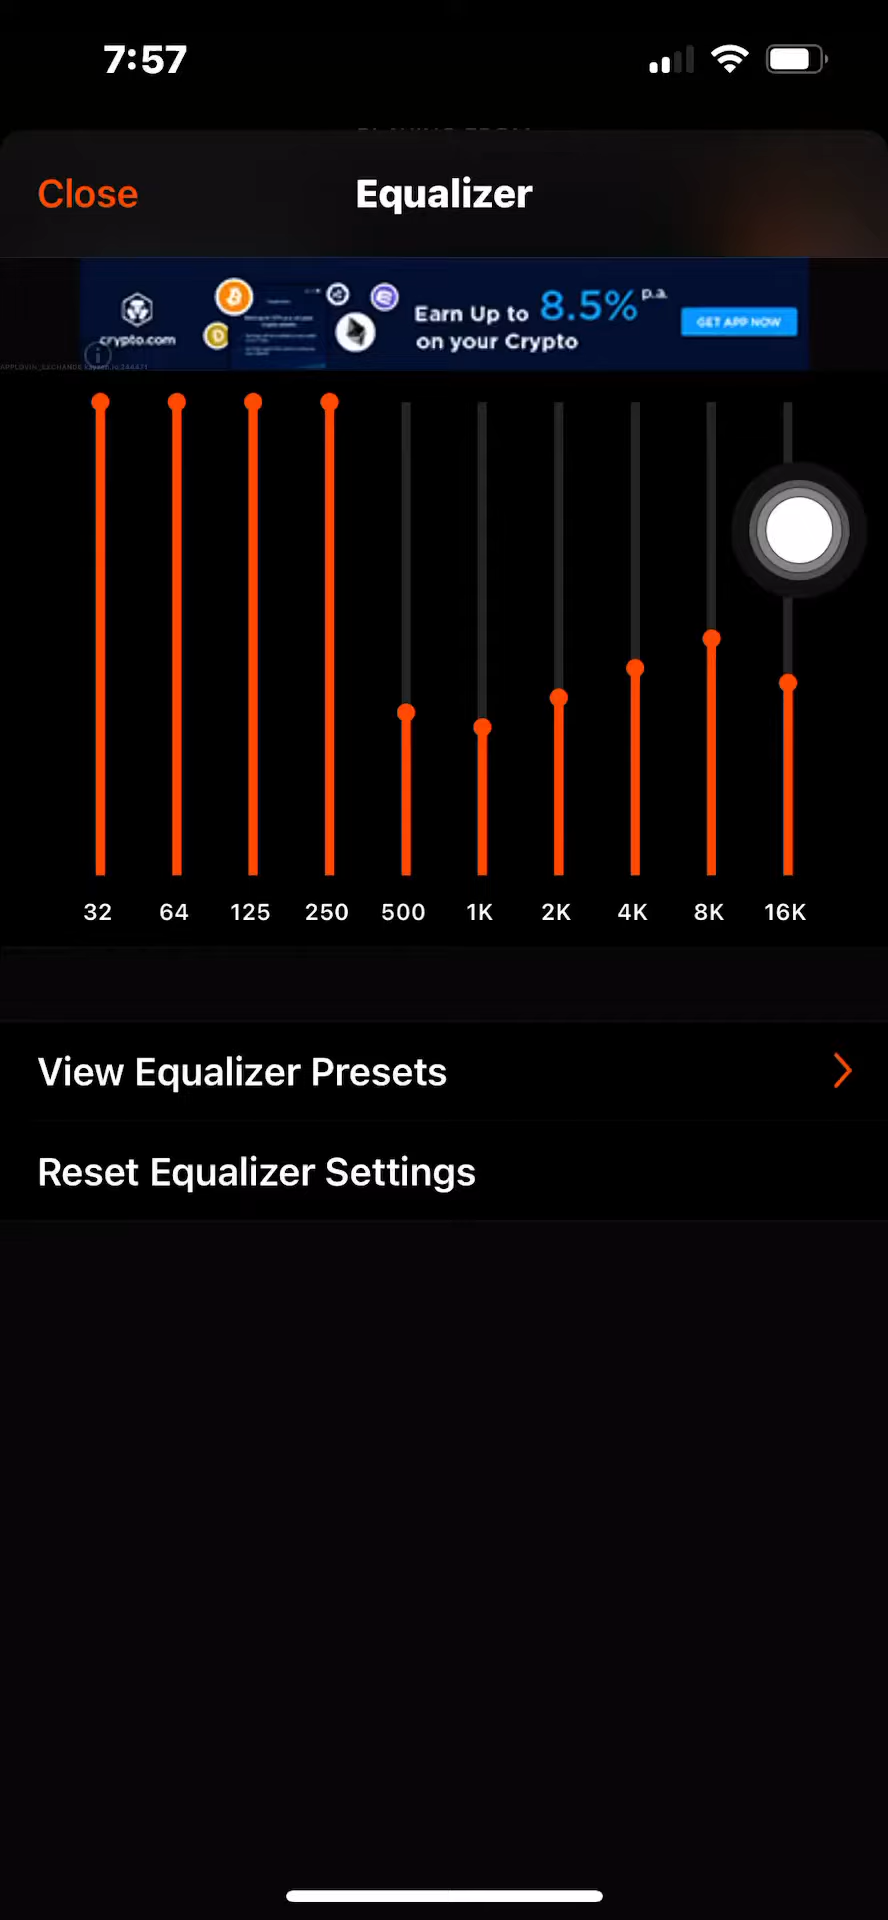 7:57
Close
Equalizer
crypto.com
Earn Up to 8.5% p.a.
on your Crypto
GET APP NOW
32 64 125 250 500 1K 2K 4K 8K 16K
View Equalizer Presets
Reset Equalizer Settings